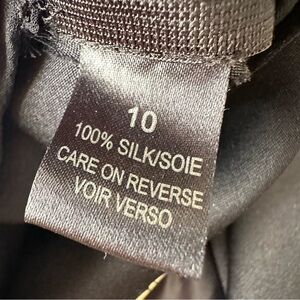 10
100% SILK/SOIE
CARE ON REVERSE
VOIR VERSO